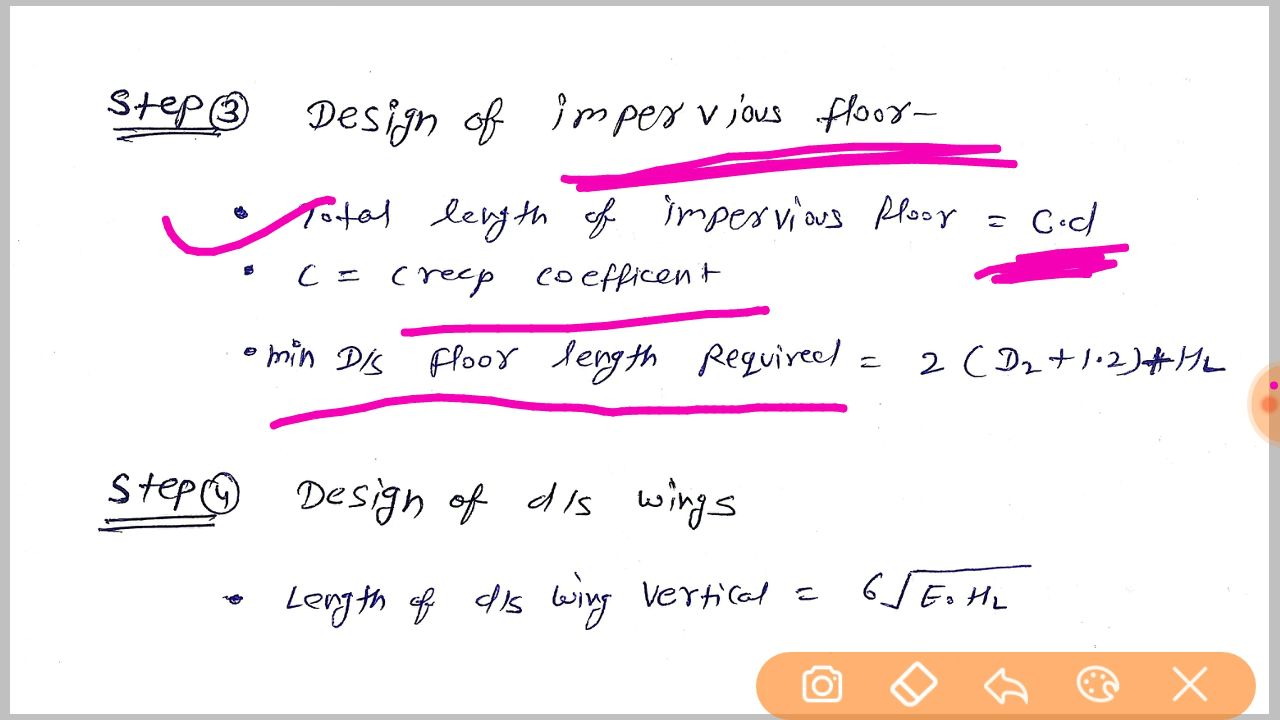 Step ③ Design of impervious floor-
• Total length of impervious floor = C.d
• C = creep coefficent
• min D/s floor length Required = 2 (D₂ + 1.2) + HL
Step ④ Design of d/s wings
• Length of d/s wing vertical = 6√E. HL